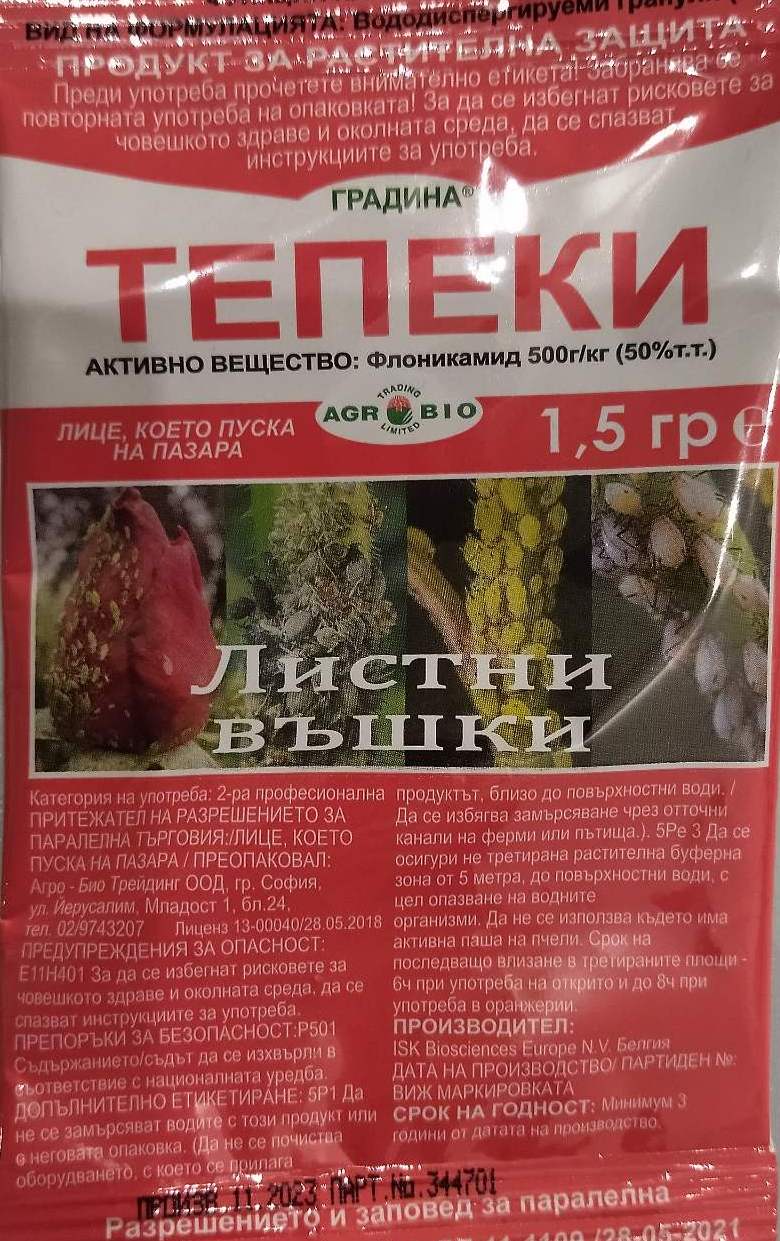 ВИД НА ФОРМУЛАЦИЯТА: Вододиспергируеми
ПРОДУКТ ЗА РАСТИТЕЛНА ЗАЩИТА
Преди употреба прочетете внимателно етикета! Забранява се
повторната употреба на опаковката! За да се избегнат рисковете за
човешкото здраве и околната среда, да се спазват
инструкциите за употреба.
ГРАДИНА®
ТЕПЕКИ
АКТИВНО ВЕЩЕСТВО: Флоникамид 500г/кг (50%т.т.)
ЛИЦЕ, КОЕТО ПУСКА
НА ПАЗАРА
AGRO BIO
TRADING
LIMITED
1,5 гр e
Листни
въшки
Категория на употреба: 2-ра професионална
ПРИТЕЖАТЕЛ НА РАЗРЕШЕНИЕТО ЗА
ПАРАЛЕЛНА ТЪРГОВИЯ:/ЛИЦЕ, КОЕТО
ПУСКА НА ПАЗАРА / ПРЕОПАКОВАЛ:
Агро - Био Трейдинг ООД, гр. София,
ул. Йерусалим, Младост 1, бл.24,
тел. 02/9743207 Лиценз 13-00040/28.05.2018
ПРЕДУПРЕЖДЕНИЯ ЗА ОПАСНОСТ:
Е11Н401 За да се избегнат рисковете за
човешкото здраве и околната среда, да се
спазват инструкциите за употреба.
ПРЕПОРЪКИ ЗА БЕЗОПАСНОСТ:Р501
Съдържанието/съдът да се изхвърли в
съответствие с националната уредба.
ДОПЪЛНИТЕЛНО ЕТИКЕТИРАНЕ: 5Р1 Да
не се замърсяват водите с този продукт или
с неговата опаковка. (Да не се почиства
оборудването, с което се прилага
продуктът, близо до повърхностни води. /
Да се избягва замърсяване чрез отточни
канали на ферми или пътища.). 5Ре 3 Да се
осигури не третирана растителна буферна
зона от 5 метра, до повърхностни води, с
цел опазване на водните
организми. Да не се използва където има
активна паша на пчели. Срок на
последващо влизане в третираните площи -
6ч при употреба на открито и до 8ч при
употреба в оранжерии.
ПРОИЗВОДИТЕЛ:
ISK Biosciences Europe N.V. Белгия
ДАТА НА ПРОИЗВОДСТВО/ ПАРТИДЕН №:
ВИЖ МАРКИРОВКАТА
СРОК НА ГОДНОСТ: Минимум 3
години от датата на производство.
ПРОИЗВ.11.2023 ПАРТ.No.344701
Разрешението и заповед за паралелна
/28-05-2021